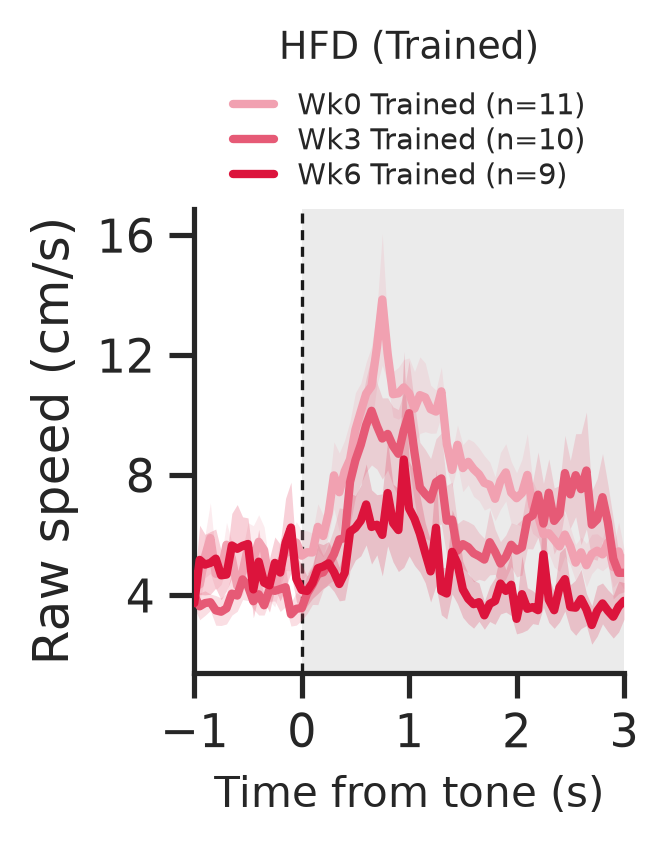 HFD (Trained)
Wk0 Trained (n=11)
Wk3 Trained (n=10)
Wk6 Trained (n=9)
Raw speed (cm/s)
16
12
8
4
−1 0 1 2 3
Time from tone (s)